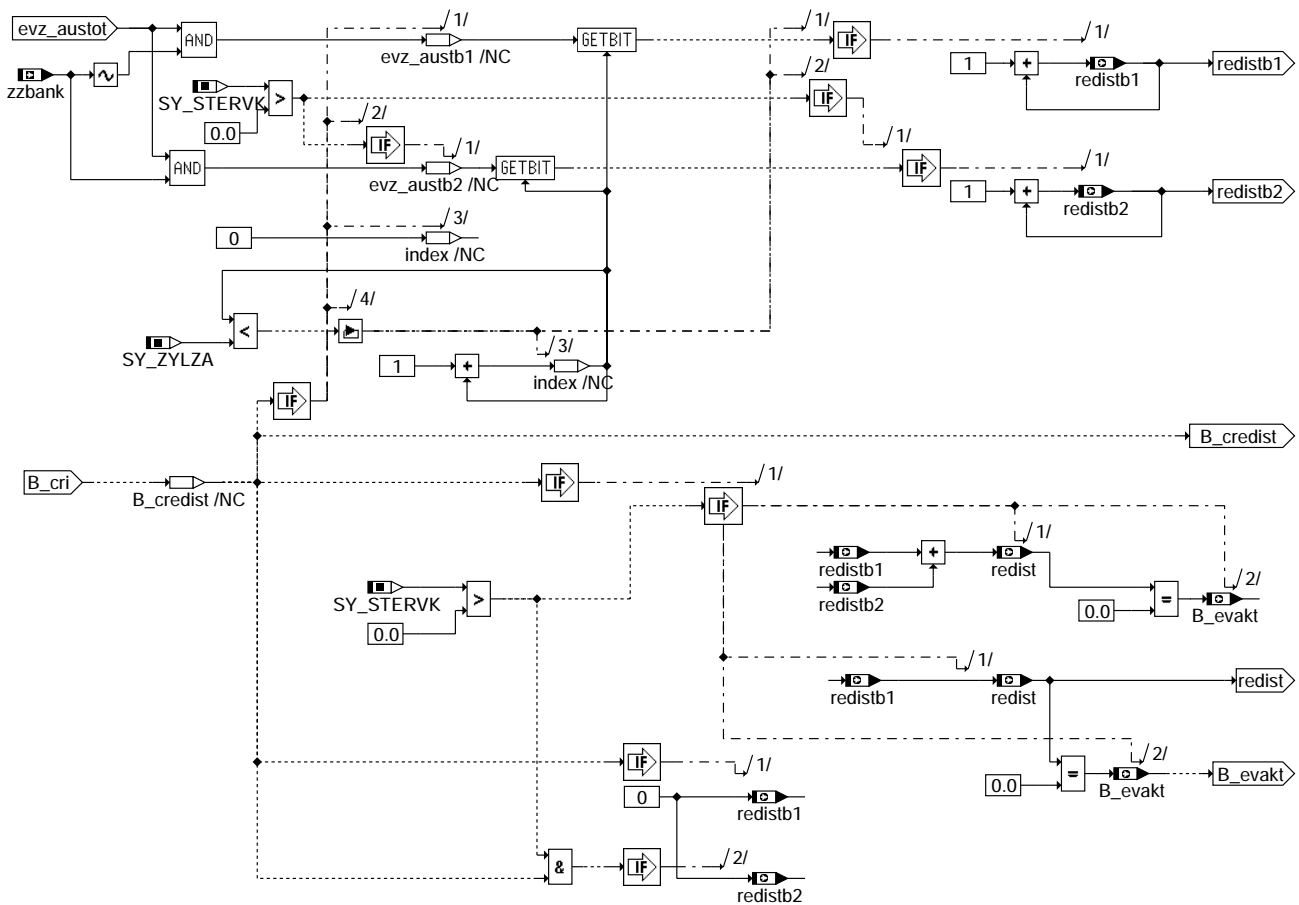 evz_austot
zzbank
AND
/1/
evz_austb1 /NC
GETBIT
/1/
IF
/1/
1
+
redistb1
redistb1
SY_STERVK
>
0.0
/2/
IF
/1/
/2/
IF
/1/
AND
evz_austb2 /NC
GETBIT
IF
/1/
1
+
redistb2
redistb2
0
/3/
index /NC
<
SY_ZYLZA
/4/
/3/
1
+
index /NC
IF
B_credist
B_cri
B_credist /NC
IF
/1/
IF
/1/
redistb1
+
redist
redistb2
SY_STERVK
>
0.0
0.0
=
/2/
B_evakt
/1/
redistb1
redist
redist
IF
/1/
0
redistb1
0.0
=
/2/
B_evakt
B_evakt
&
IF
/2/
redistb2